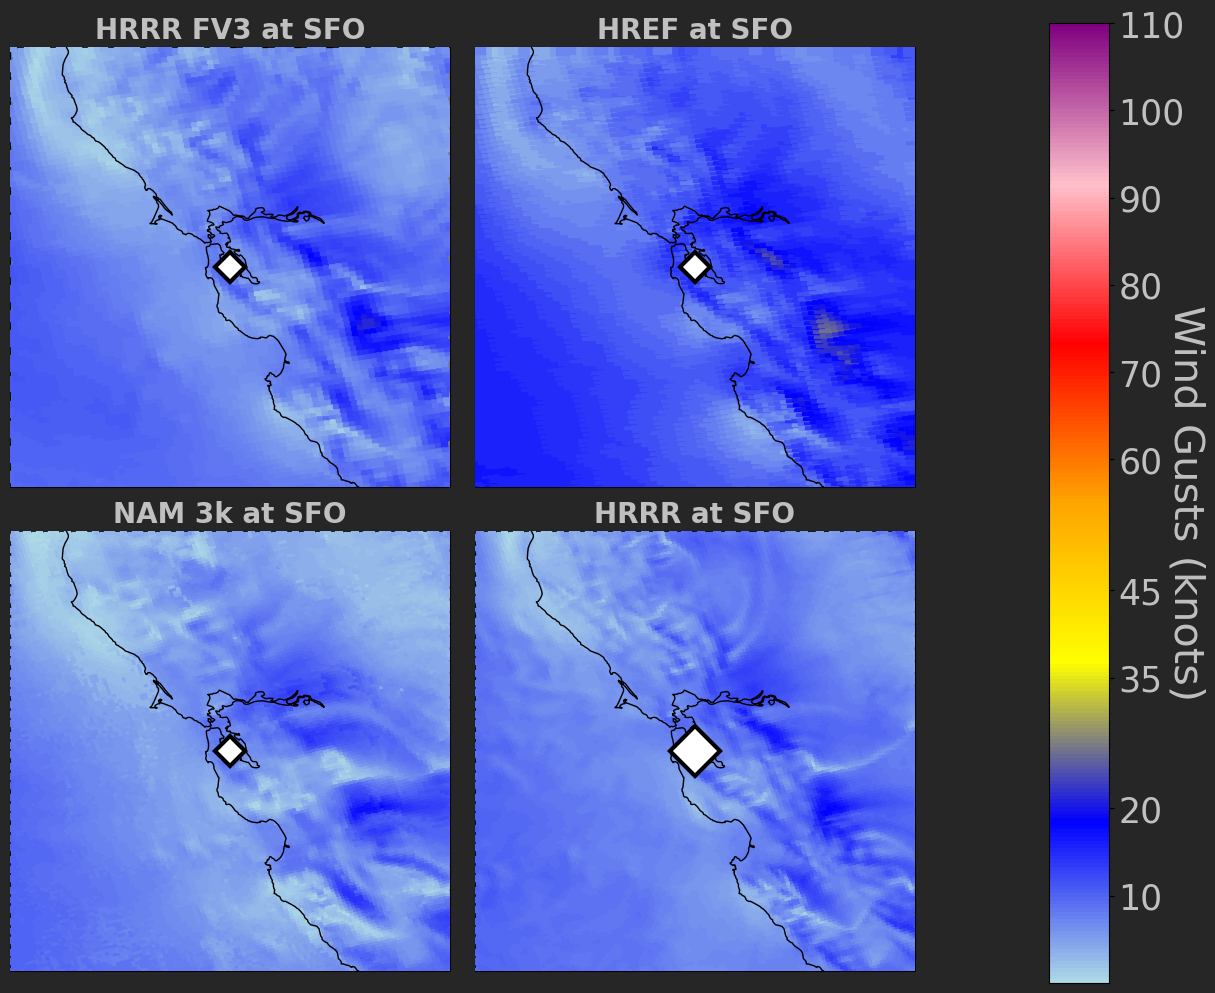 HRRR FV3 at SFO
HREF at SFO
NAM 3k at SFO
HRRR at SFO
110
100
90
80
70
60
45
35
20
10
Wind Gusts (knots)